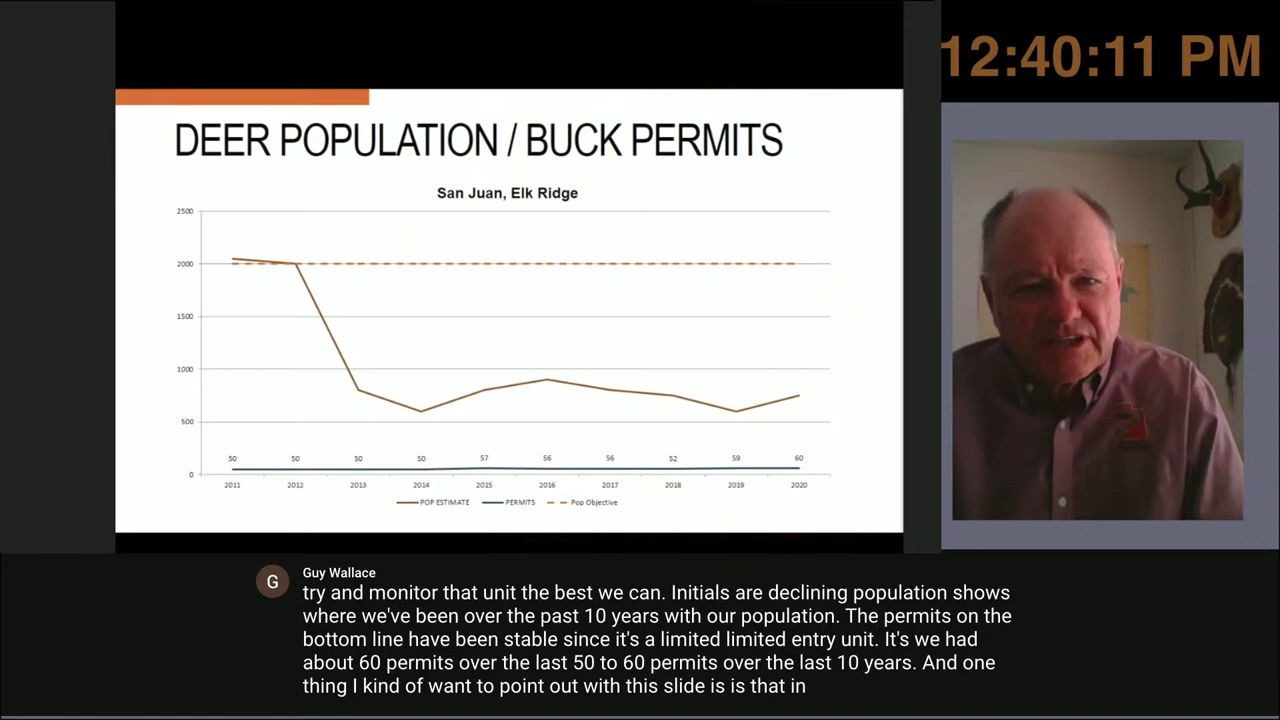 12:40:11 PM
DEER POPULATION / BUCK PERMITS
San Juan, Elk Ridge
2500
2000
1500
1000
500
0
50 50 50 50 57 56 56 52 59 60
2011 2012 2013 2014 2015 2016 2017 2018 2019 2020
POP ESTIMATE PERMITS Pop Objective
G
Guy Wallace
try and monitor that unit the best we can. Initials are declining population shows
where we've been over the past 10 years with our population. The permits on the
bottom line have been stable since it's a limited limited entry unit. It's we had
about 60 permits over the last 50 to 60 permits over the last 10 years. And one
thing I kind of want to point out with this slide is is that in